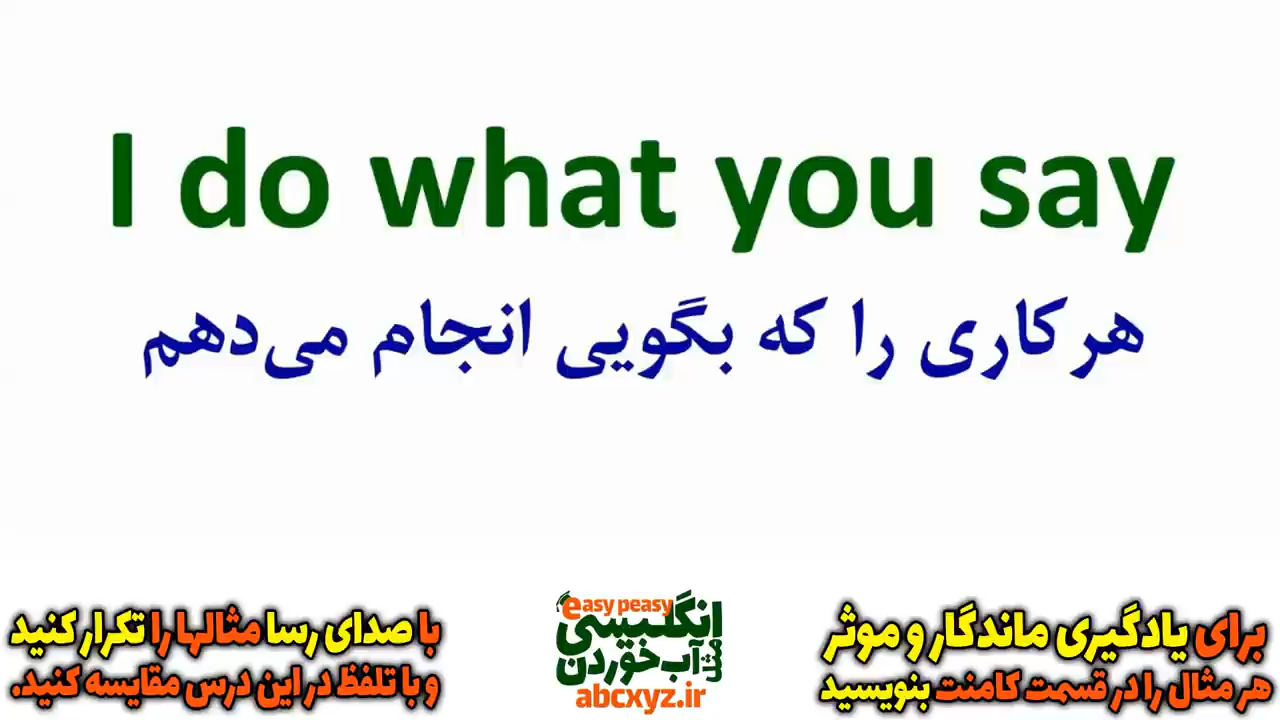 I do what you say
هرکاری را که بگویی انجام می‌دهم
برای یادگیری ماندگار و موثر
هر مثال را در قسمت کامنت بنویسید
easy peasy
انگلیسی
مثل آب خوردن
abcxyz.ir
با صدای رسا مثالها را تکرار کنید
و با تلفظ در این درس مقایسه کنید.